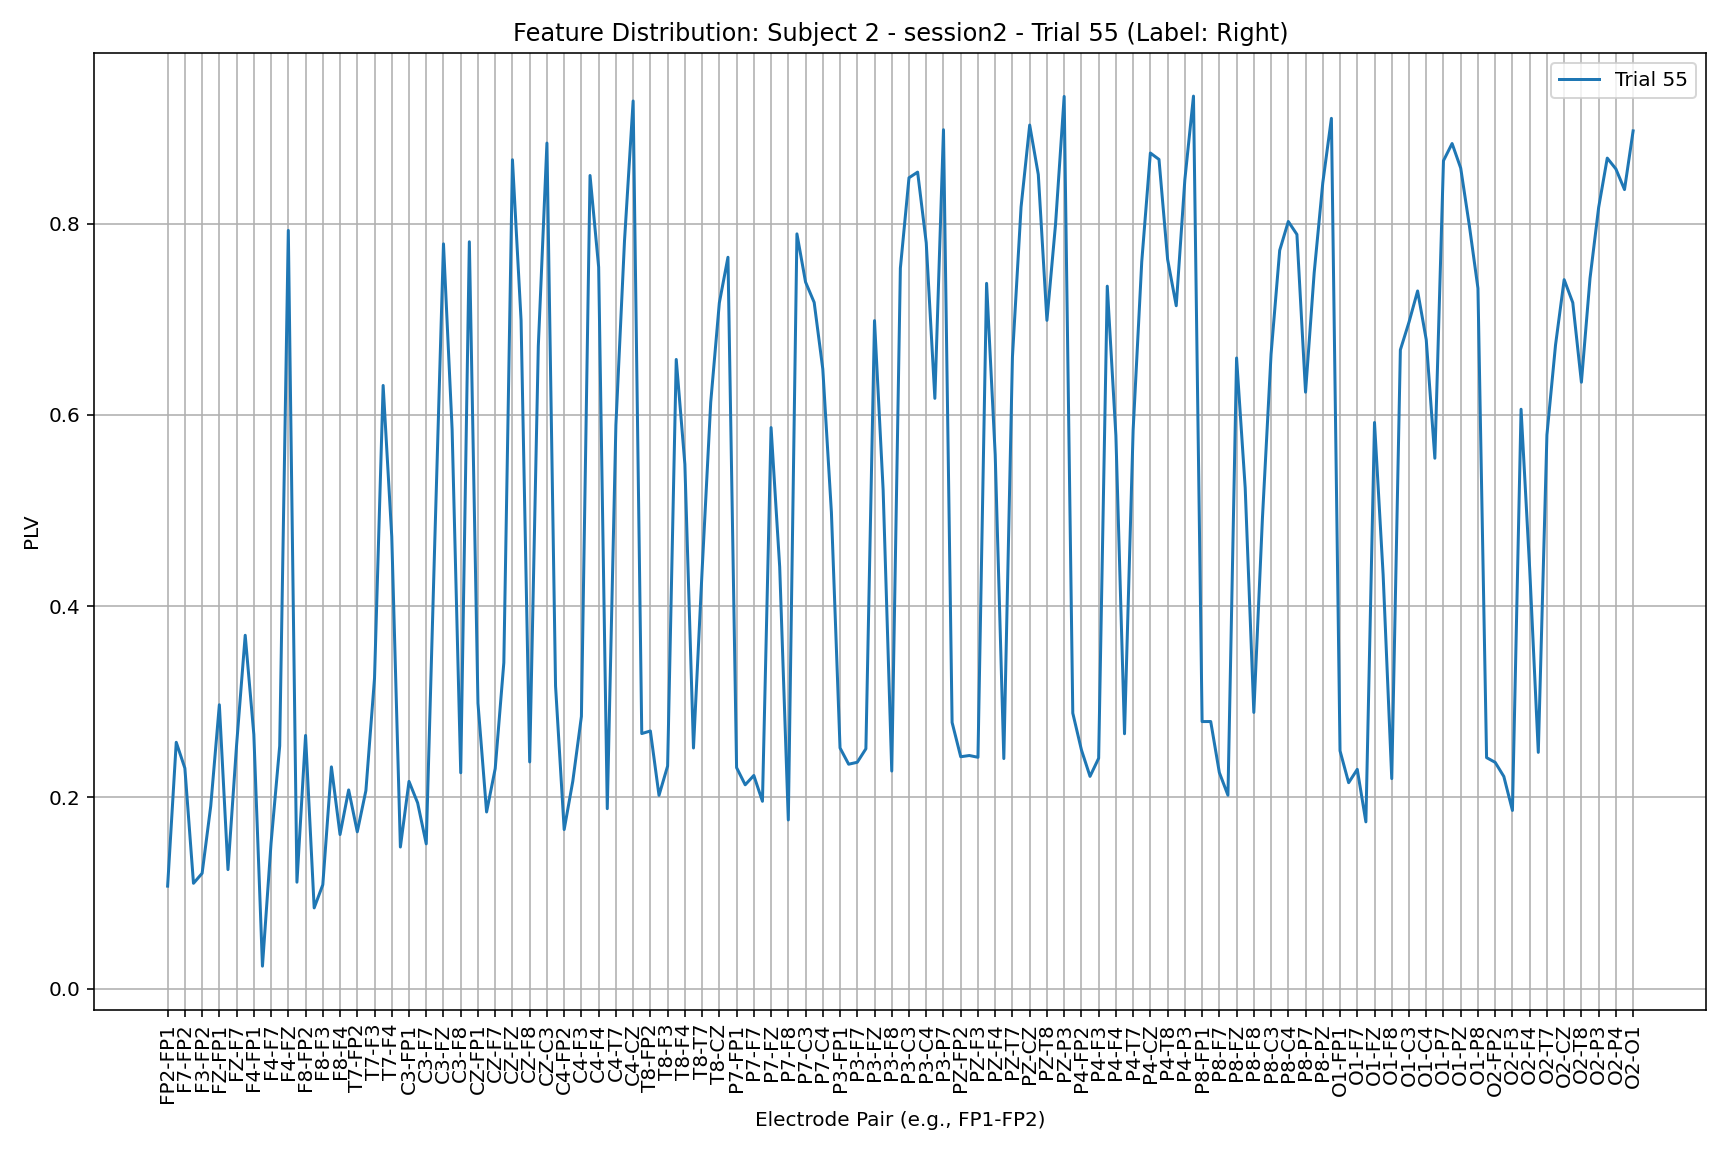 Feature Distribution: Subject 2 - session2 - Trial 55 (Label: Right)
Trial 55
PLV
0.8
0.6
0.4
0.2
0.0
FP2-FP1
F7-FP2
F3-FP2
FZ-FP1
FZ-F7
F4-FP1
F4-F7
F4-FZ
F8-FP2
F8-F3
F8-F4
T7-FP2
T7-F3
T7-F4
C3-FP1
C3-F7
C3-FZ
C3-F8
CZ-FP1
CZ-F7
CZ-FZ
CZ-F8
CZ-C3
C4-FP2
C4-F3
C4-F4
C4-T7
C4-CZ
T8-FP2
T8-F3
T8-F4
T8-T7
T8-CZ
P7-FP1
P7-F7
P7-FZ
P7-F8
P7-C3
P7-C4
P3-FP1
P3-F7
P3-FZ
P3-F8
P3-C3
P3-C4
P3-P7
PZ-FP2
PZ-F3
PZ-F4
PZ-T7
PZ-CZ
PZ-T8
PZ-P3
P4-FP2
P4-F3
P4-F4
P4-T7
P4-CZ
P4-T8
P4-P3
P8-FP1
P8-F7
P8-FZ
P8-F8
P8-C3
P8-C4
P8-P7
P8-PZ
O1-FP1
O1-F7
O1-FZ
O1-F8
O1-C3
O1-C4
O1-P7
O1-PZ
O1-P8
O2-FP2
O2-F3
O2-F4
O2-T7
O2-CZ
O2-T8
O2-P3
O2-P4
O2-O1
Electrode Pair (e.g., FP1-FP2)